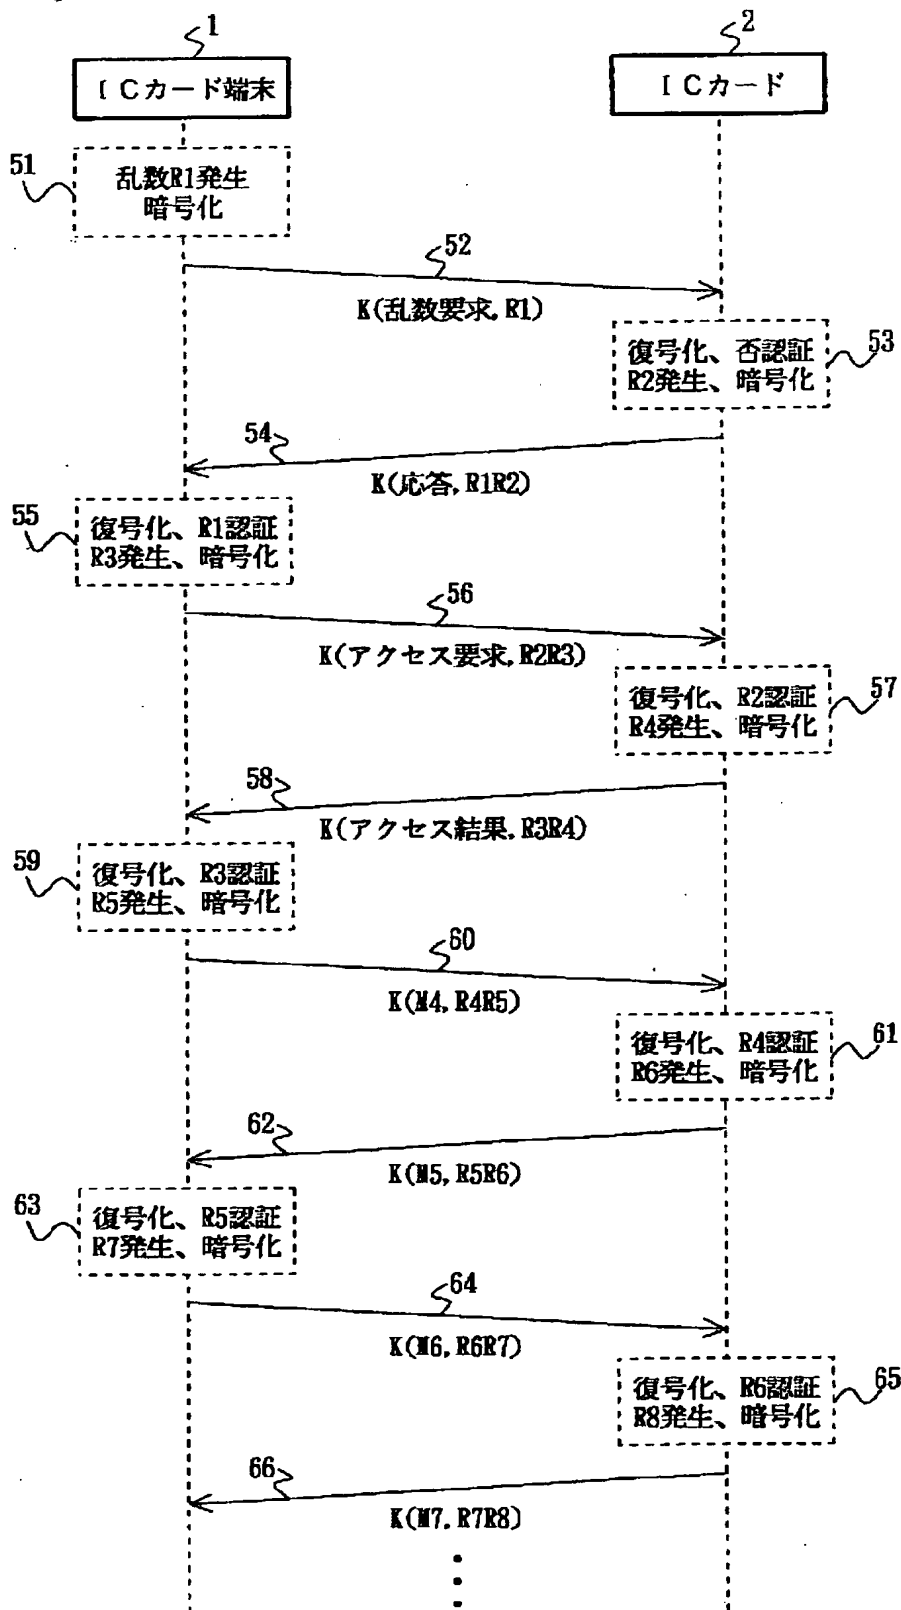 1
2
ICカード端末
ICカード
51
乱数R1発生
暗号化
52
K(乱数要求, R1)
復号化、否認証
R2発生、暗号化
53
54
K(応答, R1R2)
55
復号化、R1認証
R3発生、暗号化
56
K(アクセス要求, R2R3)
復号化、R2認証
R4発生、暗号化
57
58
K(アクセス結果, R3R4)
59
復号化、R3認証
R5発生、暗号化
60
K(M4, R4R5)
復号化、R4認証
R6発生、暗号化
61
62
K(M5, R5R6)
63
復号化、R5認証
R7発生、暗号化
64
K(M6, R6R7)
復号化、R6認証
R8発生、暗号化
65
66
K(M7, R7R8)